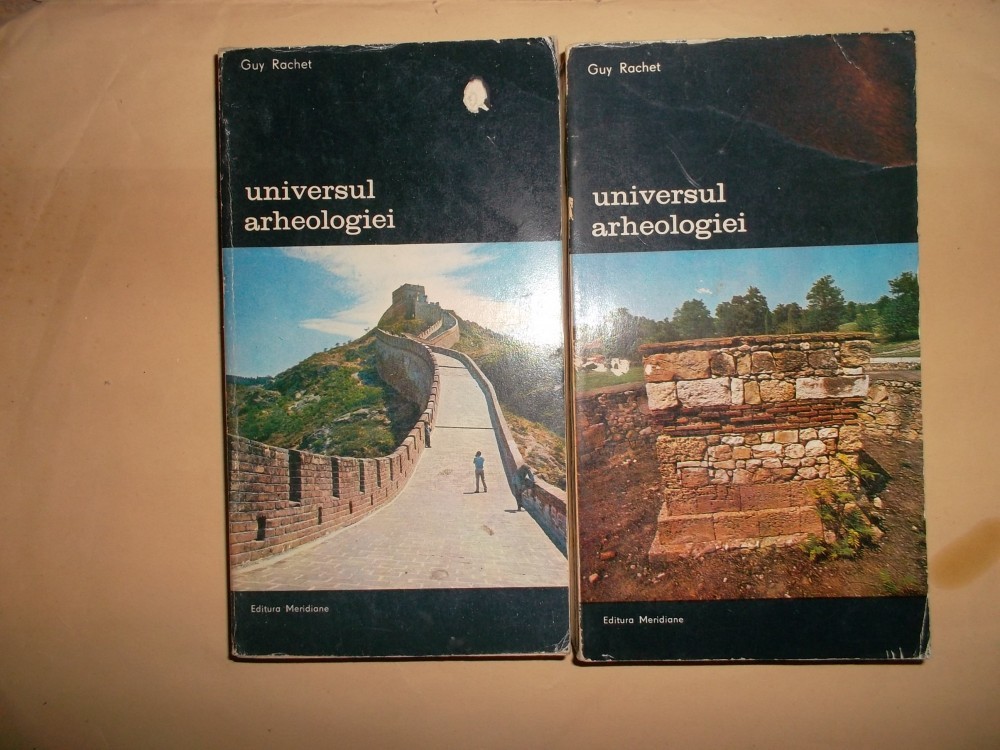 Guy Rachet
universul
arheologiei
Editura Meridiane
Guy Rachet
universul
arheologiei
Editura Meridiane